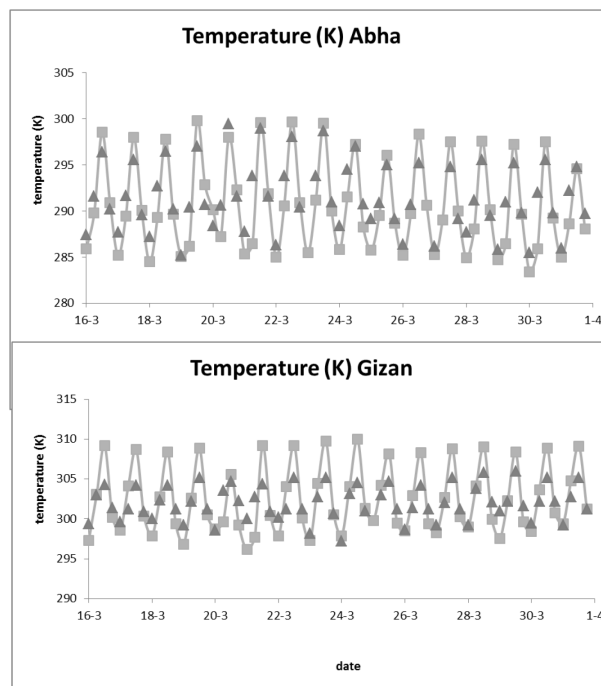 Temperature (K) Abha
temperature (K)
305
300
295
290
285
280
16-3 18-3 20-3 22-3 24-3 26-3 28-3 30-3 1-4
Temperature (K) Gizan
temperature (K)
315
310
305
300
295
290
16-3 18-3 20-3 22-3 24-3 26-3 28-3 30-3 1-4
date